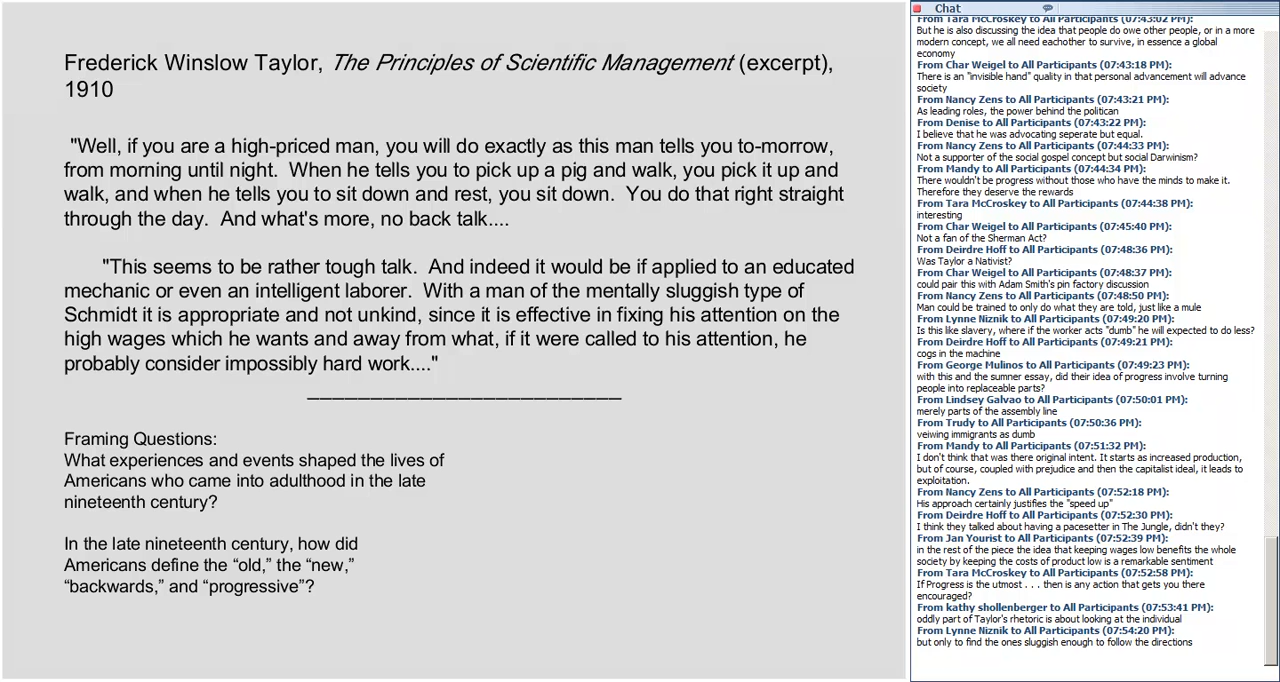 Frederick Winslow Taylor, The Principles of Scientific Management (excerpt),
1910
"Well, if you are a high-priced man, you will do exactly as this man tells you to-morrow,
from morning until night.  When he tells you to pick up a pig and walk, you pick it up and
walk, and when he tells you to sit down and rest, you sit down.  You do that right straight
through the day.  And what's more, no back talk....
"This seems to be rather tough talk.  And indeed it would be if applied to an educated
mechanic or even an intelligent laborer.  With a man of the mentally sluggish type of
Schmidt it is appropriate and not unkind, since it is effective in fixing his attention on the
high wages which he wants and away from what, if it were called to his attention, he
probably consider impossibly hard work...."
Framing Questions:
What experiences and events shaped the lives of
Americans who came into adulthood in the late
nineteenth century?
In the late nineteenth century, how did
Americans define the “old,” the “new,”
“backwards,” and “progressive”?
Chat
From Tara McCroskey to All Participants (07:43:02 PM):
But he is also discussing the idea that people do owe other people, or in a more
modern concept, we all need eachother to survive, in essence a global
economy
From Char Weigel to All Participants (07:43:18 PM):
There is an "invisible hand" quality in that personal advancement will advance
society
From Nancy Zens to All Participants (07:43:21 PM):
As leading roles, the power behind the politican
From Denise to All Participants (07:43:22 PM):
I believe that he was advocating seperate but equal.
From Nancy Zens to All Participants (07:44:33 PM):
Not a supporter of the social gospel concept but social Darwinism?
From Mandy to All Participants (07:44:34 PM):
There wouldn't be progress without those who have the minds to make it.
Therefore they deserve the rewards
From Tara McCroskey to All Participants (07:44:38 PM):
interesting
From Char Weigel to All Participants (07:45:40 PM):
Not a fan of the Sherman Act?
From Deirdre Hoff to All Participants (07:48:36 PM):
Was Taylor a Nativist?
From Char Weigel to All Participants (07:48:37 PM):
could pair this with Adam Smith's pin factory discussion
From Nancy Zens to All Participants (07:48:50 PM):
Man could be trained to only do what they are told, just like a mule
From Lynne Niznik to All Participants (07:49:20 PM):
Is this like slavery, where if the worker acts "dumb" he will expected to do less?
From Deirdre Hoff to All Participants (07:49:21 PM):
cogs in the machine
From George Mulinos to All Participants (07:49:23 PM):
with this and the sumner essay, did their idea of progress involve turning
people into replaceable parts?
From Lindsey Galvao to All Participants (07:50:01 PM):
merely parts of the assembly line
From Trudy to All Participants (07:50:36 PM):
veiwing immigrants as dumb
From Mandy to All Participants (07:51:32 PM):
I don't think that was there original intent. It starts as increased production,
but of course, coupled with prejudice and then the capitalist ideal, it leads to
exploitation.
From Nancy Zens to All Participants (07:52:18 PM):
His approach certainly justifies the "speed up"
From Deirdre Hoff to All Participants (07:52:30 PM):
I think they talked about having a pacesetter in The Jungle, didn't they?
From Jan Yourist to All Participants (07:52:39 PM):
in the rest of the piece the idea that keeping wages low benefits the whole
society by keeping the costs of product low is a remarkable sentiment
From Tara McCroskey to All Participants (07:52:58 PM):
If Progress is the utmost . . . then is any action that gets you there
encouraged?
From kathy shollenberger to All Participants (07:53:41 PM):
oddly part of Taylor's rhetoric is about looking at the individual
From Lynne Niznik to All Participants (07:54:20 PM):
but only to find the ones sluggish enough to follow the directions